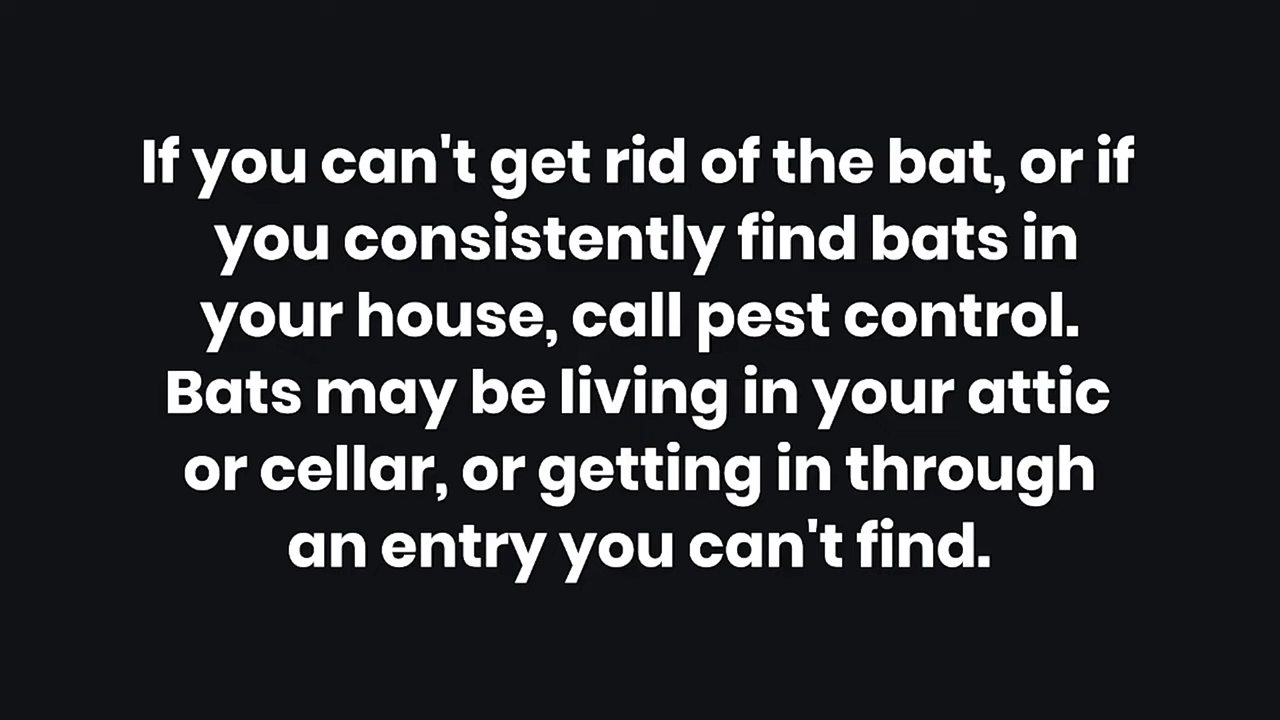 If you can't get rid of the bat, or if
you consistently find bats in
your house, call pest control.
Bats may be living in your attic
or cellar, or getting in through
an entry you can't find.